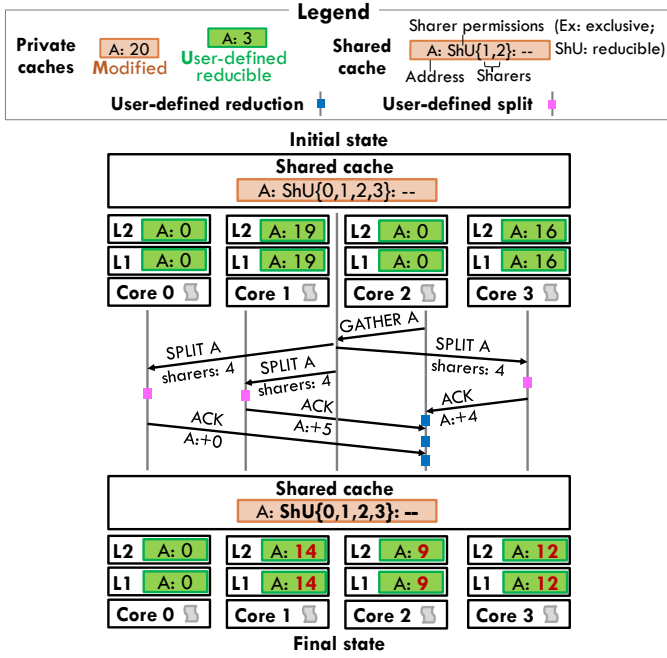 Legend
Private caches
A: 20
Modified
A: 3
User-defined reducible
Shared cache
Sharer permissions
(Ex: exclusive; ShU: reducible)
A: ShU{1,2}: --
Address
Sharers
User-defined reduction
User-defined split
Initial state
Shared cache
A: ShU{0,1,2,3}: --
L2 A: 0
L2 A: 19
L2 A: 0
L2 A: 16
L1 A: 0
L1 A: 19
L1 A: 0
L1 A: 16
Core 0
Core 1
Core 2
Core 3
GATHER A
SPLIT A
sharers: 4
SPLIT A
sharers: 4
SPLIT A
sharers: 4
ACK
A:+4
ACK
A:+5
ACK
A:+0
Shared cache
A: ShU{0,1,2,3}: --
L2 A: 0
L2 A: 14
L2 A: 9
L2 A: 12
L1 A: 0
L1 A: 14
L1 A: 9
L1 A: 12
Core 0
Core 1
Core 2
Core 3
Final state